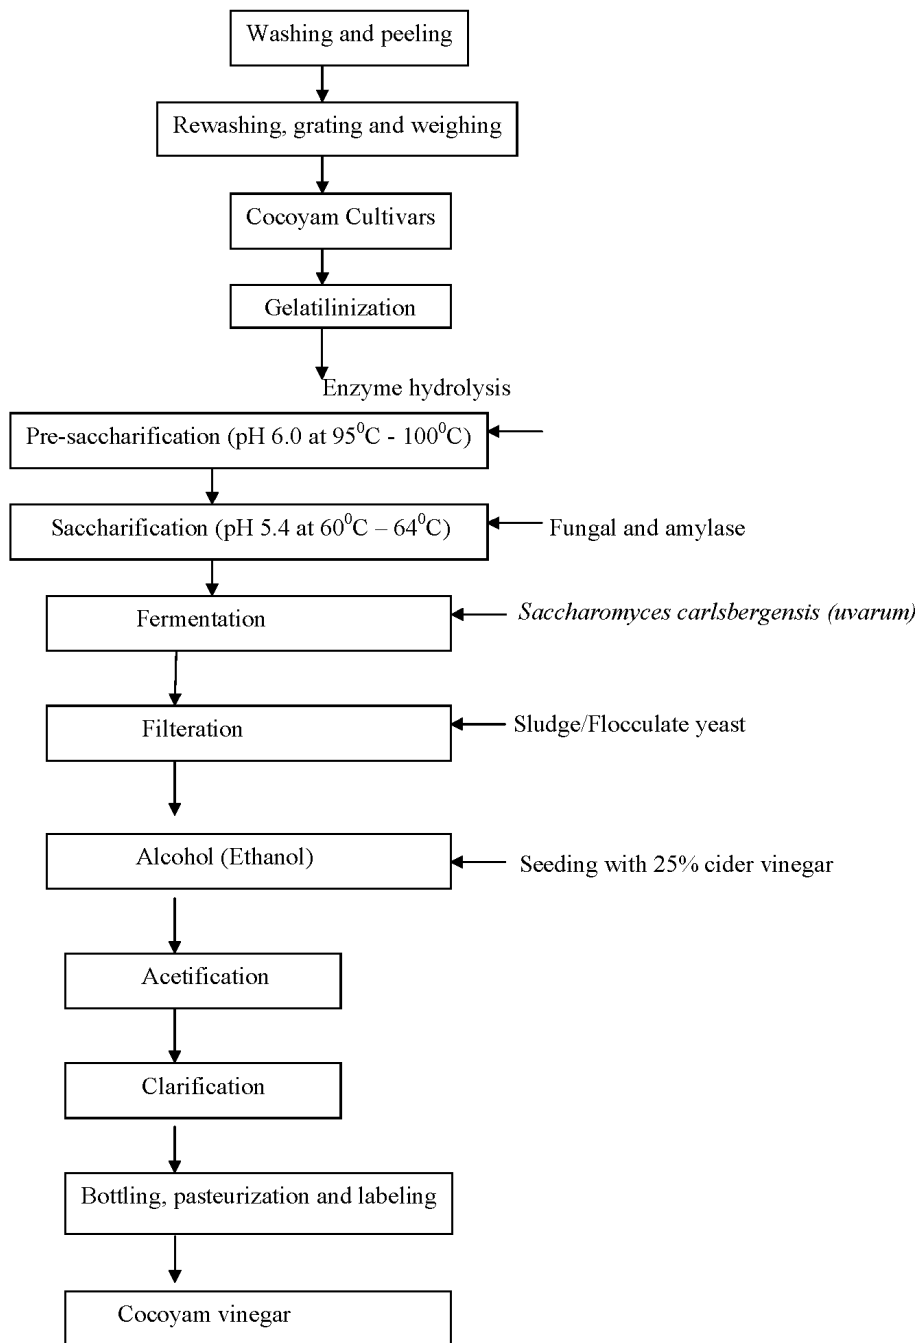 Washing and peeling
Rewashing, grating and weighing
Cocoyam Cultivars
Gelatilinization
Enzyme hydrolysis
Pre-saccharification (pH 6.0 at 95⁰C - 100⁰C)
Saccharification (pH 5.4 at 60⁰C – 64⁰C)
Fungal and amylase
Fermentation
Saccharomyces carlsbergensis (uvarum)
Filteration
Sludge/Flocculate yeast
Alcohol (Ethanol)
Seeding with 25% cider vinegar
Acetification
Clarification
Bottling, pasteurization and labeling
Cocoyam vinegar